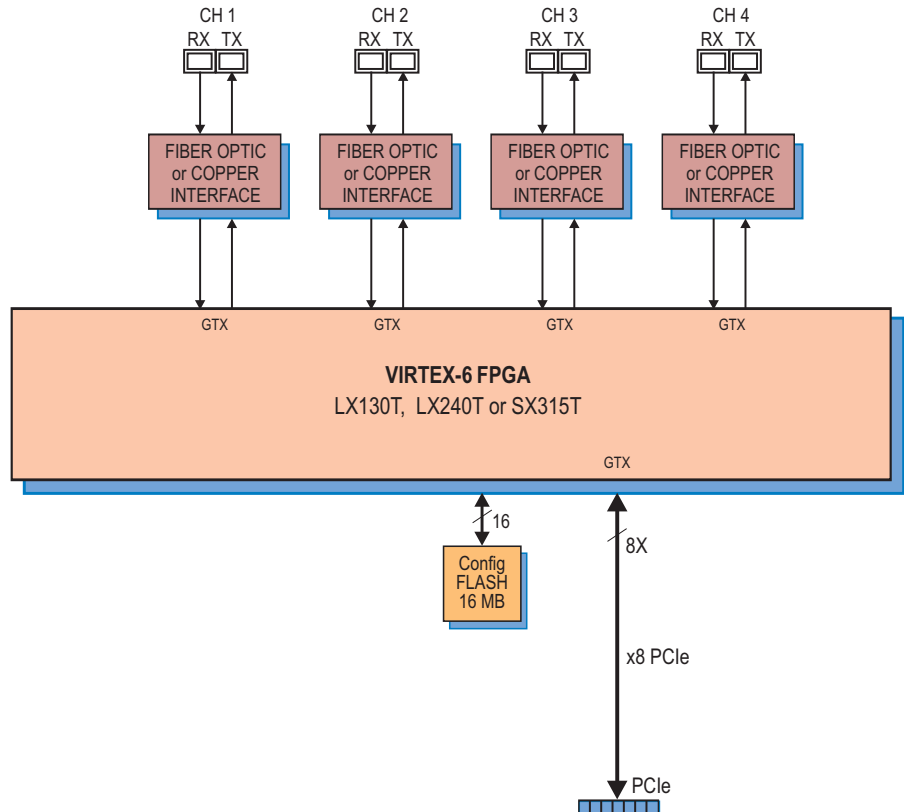 CH 1 CH 2 CH 3 CH 4
RX TX RX TX RX TX RX TX
FIBER OPTIC
or COPPER
INTERFACE
FIBER OPTIC
or COPPER
INTERFACE
FIBER OPTIC
or COPPER
INTERFACE
FIBER OPTIC
or COPPER
INTERFACE
GTX GTX GTX GTX
VIRTEX-6 FPGA
LX130T, LX240T or SX315T
GTX
16
8X
Config
FLASH
16 MB
x8 PCIe
PCIe